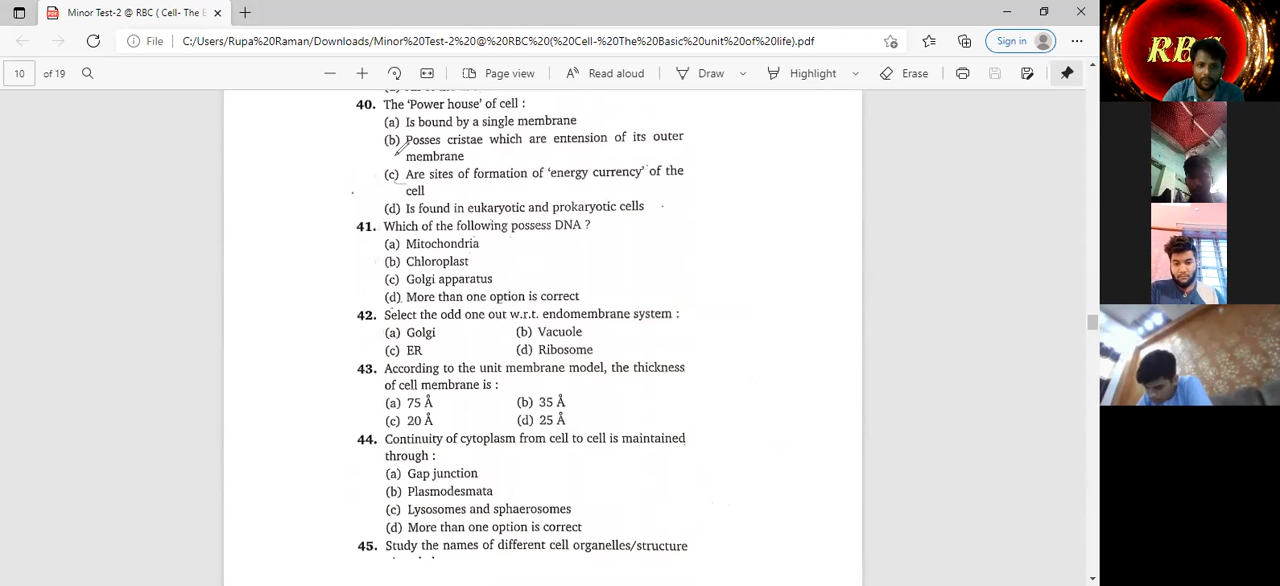 Minor Test-2 @ RBC ( Cell- The
File C:/Users/Rupa%20Raman/Downloads/Minor%20Test-2%20@%20RBC%20(%20Cell-%20The%20Basic%20unit%20of%20life).pdf Sign in
10 of 19 Page view Read aloud Draw Highlight Erase
40. The ‘Power house’ of cell :
(a) Is bound by a single membrane
(b) Posses cristae which are entension of its outer
membrane
(c) Are sites of formation of ‘energy currency’ of the
cell
(d) Is found in eukaryotic and prokaryotic cells
41. Which of the following possess DNA ?
(a) Mitochondria
(b) Chloroplast
(c) Golgi apparatus
(d) More than one option is correct
42. Select the odd one out w.r.t. endomembrane system :
(a) Golgi (b) Vacuole
(c) ER (d) Ribosome
43. According to the unit membrane model, the thickness
of cell membrane is :
(a) 75 Å (b) 35 Å
(c) 20 Å (d) 25 Å
44. Continuity of cytoplasm from cell to cell is maintained
through :
(a) Gap junction
(b) Plasmodesmata
(c) Lysosomes and sphaerosomes
(d) More than one option is correct
45. Study the names of different cell organelles/structure
RBC